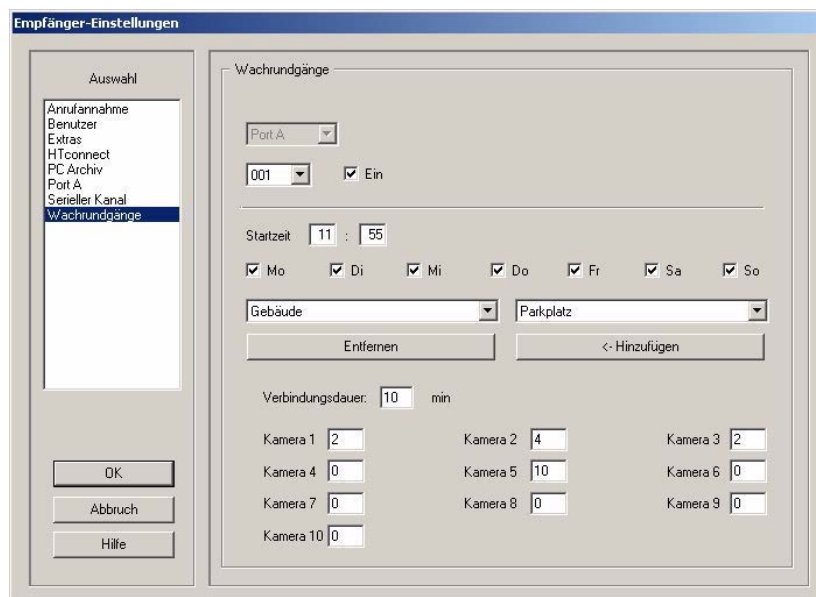 Empfänger-Einstellungen
Auswahl
Anrufannahme
Benutzer
Extras
HTconnect
PC Archiv
Port A
Serieller Kanal
Wachrundgänge
OK
Abbruch
Hilfe
Wachrundgänge
Port A
001 Ein
Startzeit 11 : 55
Mo Di Mi Do Fr Sa So
Gebäude Parkplatz
Entfernen <- Hinzufügen
Verbindungsdauer: 10 min
Kamera 1 2 Kamera 2 4 Kamera 3 2
Kamera 4 0 Kamera 5 10 Kamera 6 0
Kamera 7 0 Kamera 8 0 Kamera 9 0
Kamera 10 0